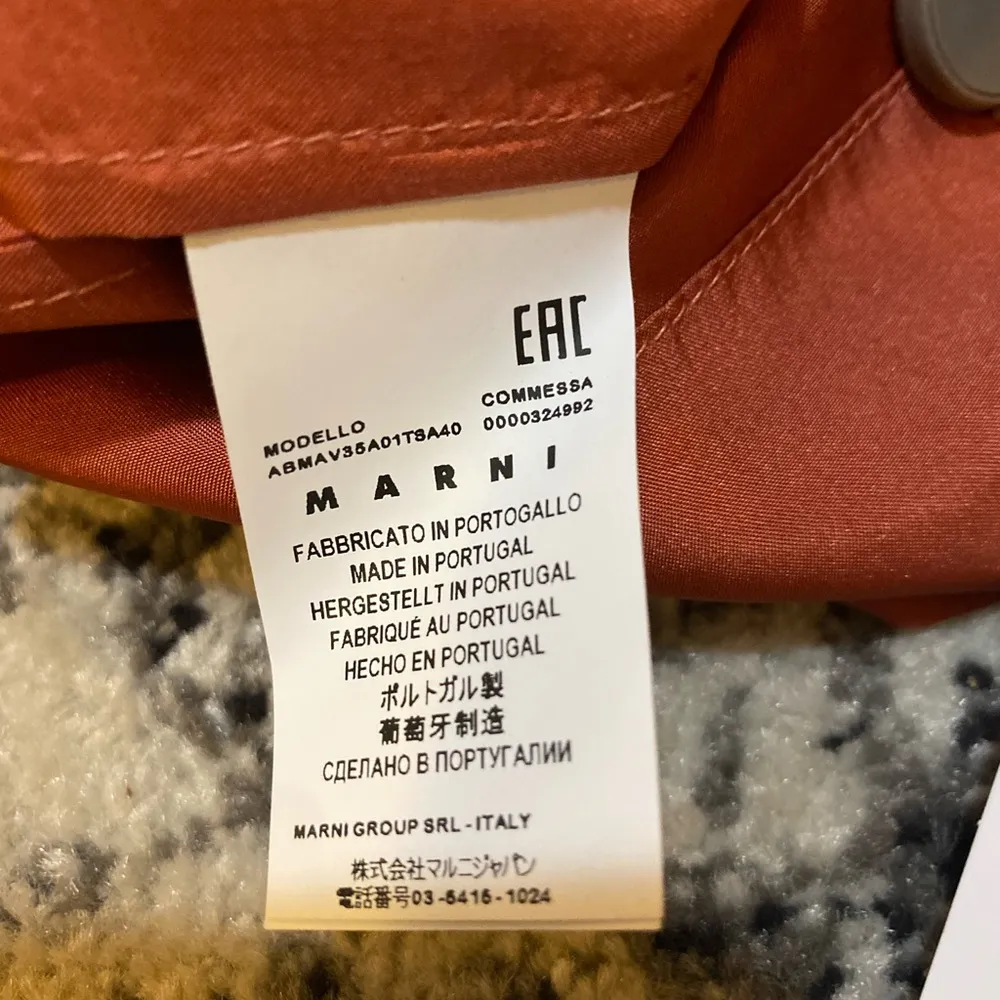 EAC
MODELLO COMMESSA
ABMAV35A01TSA40 0000324992
MARNI
FABBRICATO IN PORTOGALLO
MADE IN PORTUGAL
HERGESTELLT IN PORTUGAL
FABRIQUÉ AU PORTUGAL
HECHO EN PORTUGAL
ポルトガル製
葡萄牙制造
СДЕЛАНО В ПОРТУГАЛИИ
MARNI GROUP SRL - ITALY
株式会社マルニジャパン
電話番号03-5415-1024